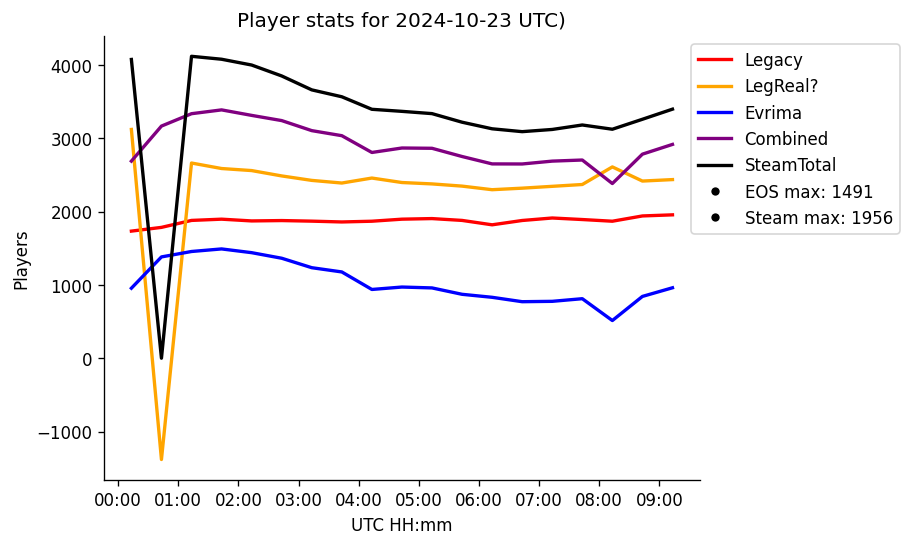 Player stats for 2024-10-23 UTC)
Legacy
LegReal?
Evrima
Combined
SteamTotal
EOS max: 1491
Steam max: 1956
Players
4000
3000
2000
1000
0
−1000
00:00 01:00 02:00 03:00 04:00 05:00 06:00 07:00 08:00 09:00
UTC HH:mm